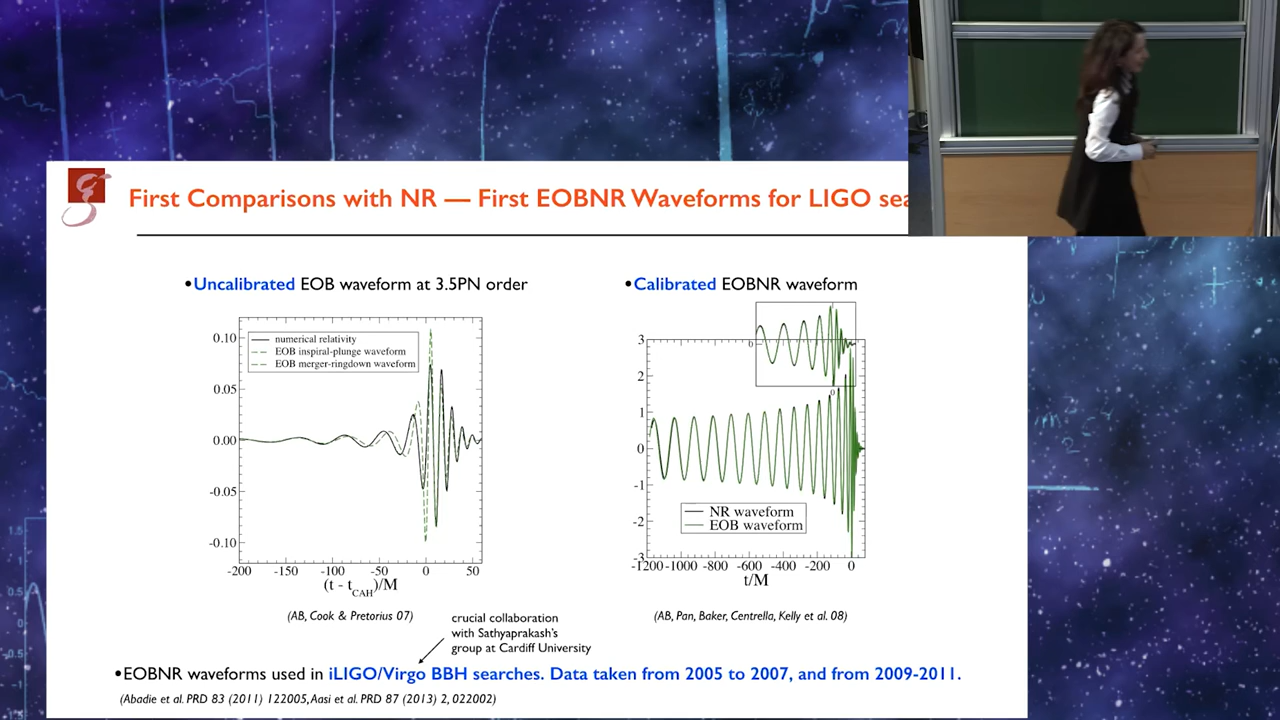 First Comparisons with NR — First EOBNR Waveforms for LIGO sea
•Uncalibrated EOB waveform at 3.5PN order
numerical relativity
EOB inspiral-plunge waveform
EOB merger-ringdown waveform
0.10
0.05
0.00
-0.05
-0.10
-200 -150 -100 -50 0 50
(t - tCAH)/M
(AB, Cook & Pretorius 07)
•Calibrated EOBNR waveform
0
0
3
2
1
0
-1
-2
-3
NR waveform
EOB waveform
-1200 -1000 -800 -600 -400 -200 0
t/M
(AB, Pan, Baker, Centrella, Kelly et al. 08)
crucial collaboration
with Sathyaprakash's
group at Cardiff University
•EOBNR waveforms used in iLIGO/Virgo BBH searches. Data taken from 2005 to 2007, and from 2009-2011.
(Abadie et al. PRD 83 (2011) 122005, Aasi et al. PRD 87 (2013) 2, 022002)